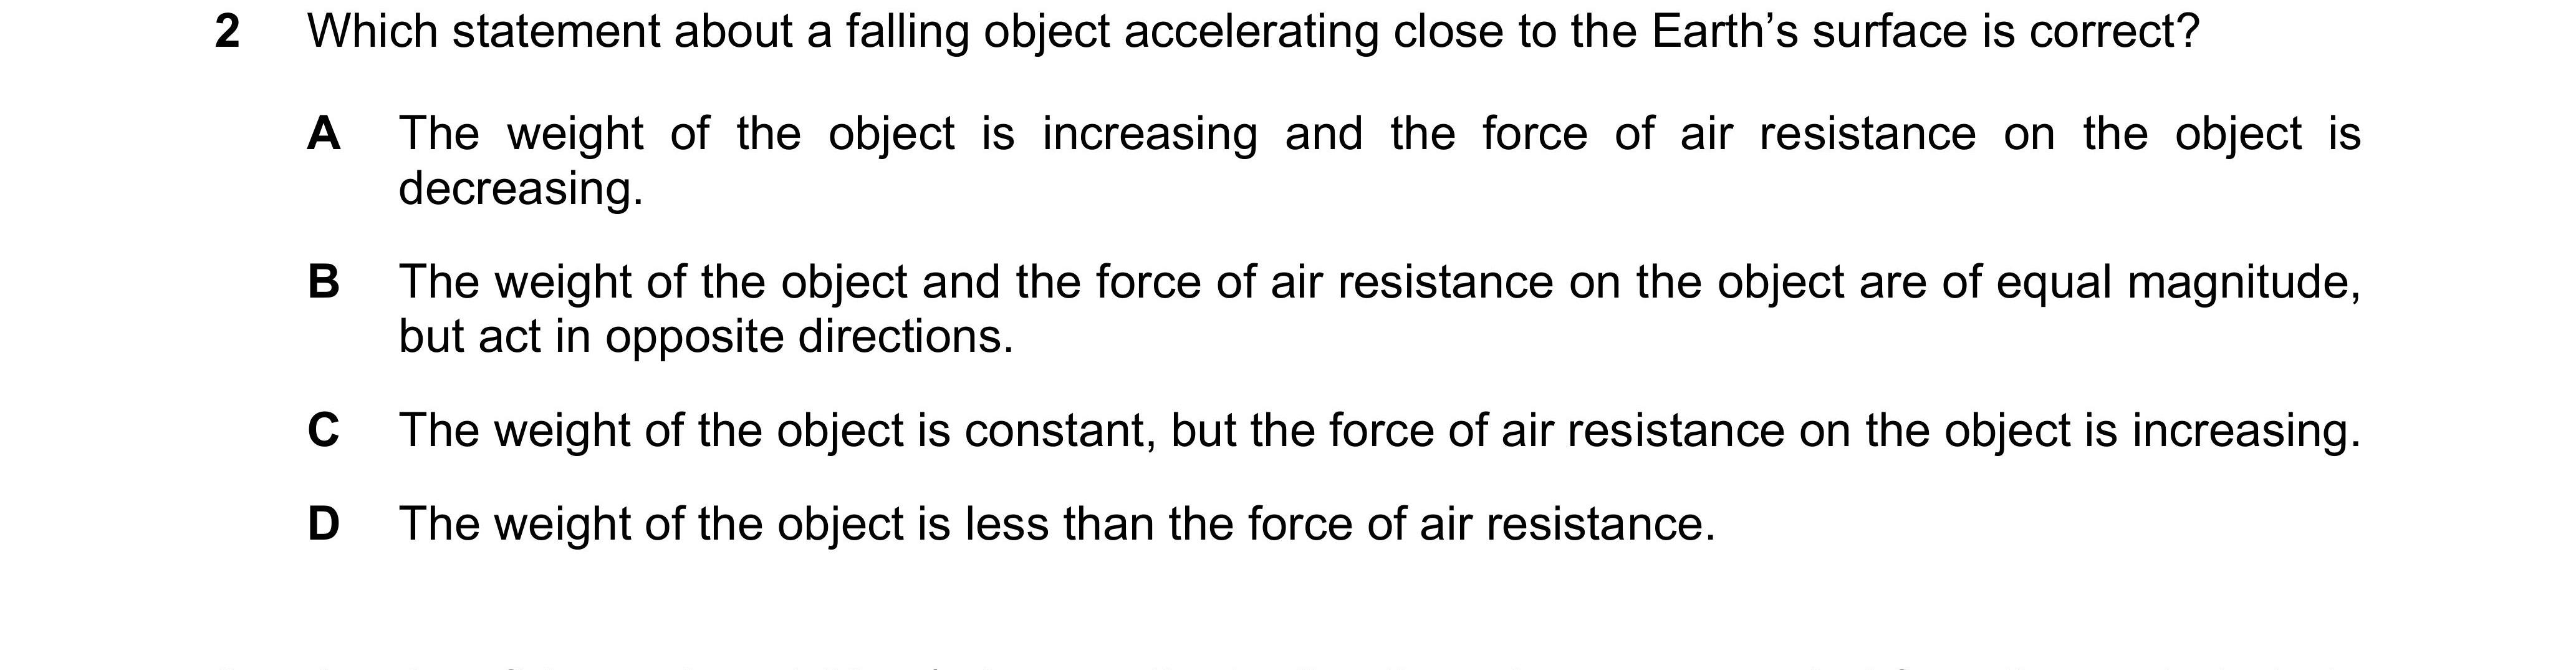 2 Which statement about a falling object accelerating close to the Earth’s surface is correct?
A The weight of the object is increasing and the force of air resistance on the object is
decreasing.
B The weight of the object and the force of air resistance on the object are of equal magnitude,
but act in opposite directions.
C The weight of the object is constant, but the force of air resistance on the object is increasing.
D The weight of the object is less than the force of air resistance.